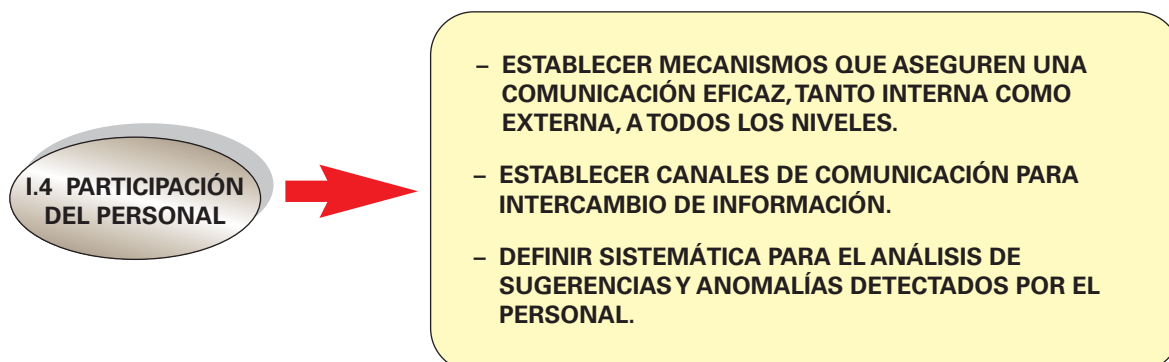 I.4 PARTICIPACIÓN
DEL PERSONAL
– ESTABLECER MECANISMOS QUE ASEGUREN UNA
COMUNICACIÓN EFICAZ, TANTO INTERNA COMO
EXTERNA, A TODOS LOS NIVELES.
– ESTABLECER CANALES DE COMUNICACIÓN PARA
INTERCAMBIO DE INFORMACIÓN.
– DEFINIR SISTEMÁTICA PARA EL ANÁLISIS DE
SUGERENCIAS Y ANOMALÍAS DETECTADOS POR EL
PERSONAL.